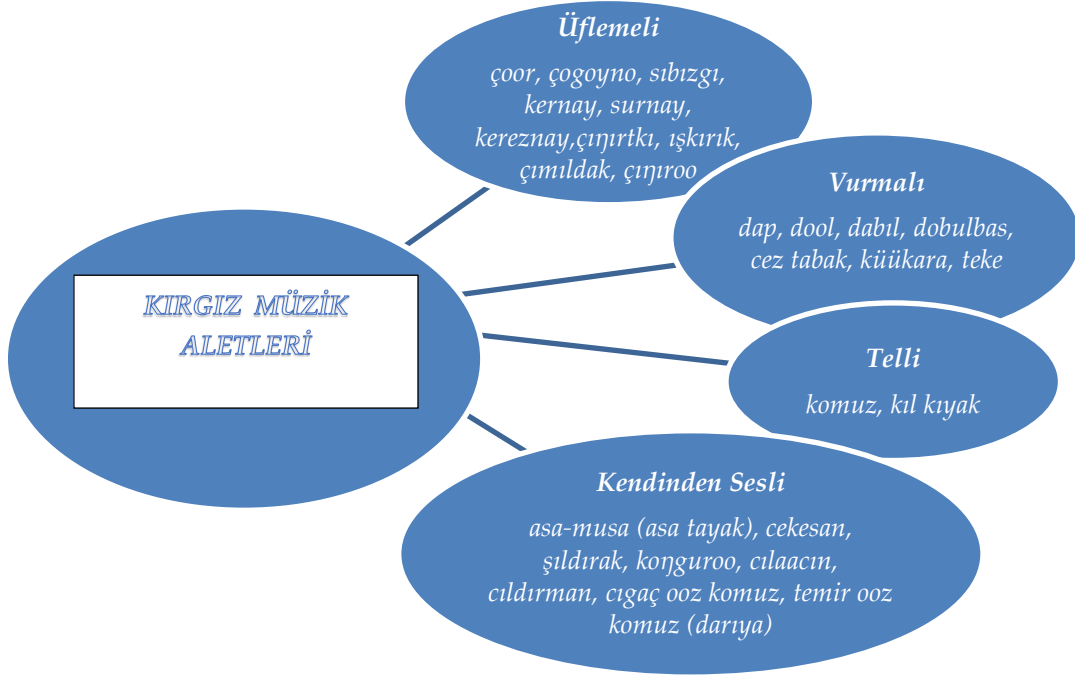 Üflemeli
çoor, çogoyno, sıbızgı,
kernay, surnay,
kereznay,çıŋırtkı, ışkırık,
çımıldak, çıŋıroo
Vurmalı
dap, dool, dabıl, dobulbas,
cez tabak, küükara, teke
KIRGIZ MÜZİK
ALETLERİ
Telli
komuz, kıl kıyak
Kendinden Sesli
asa-musa (asa tayak), cekesan,
şıldırak, koŋguroo, cılaacın,
cıldırman, cıgaç ooz komuz, temir ooz
komuz (darıya)